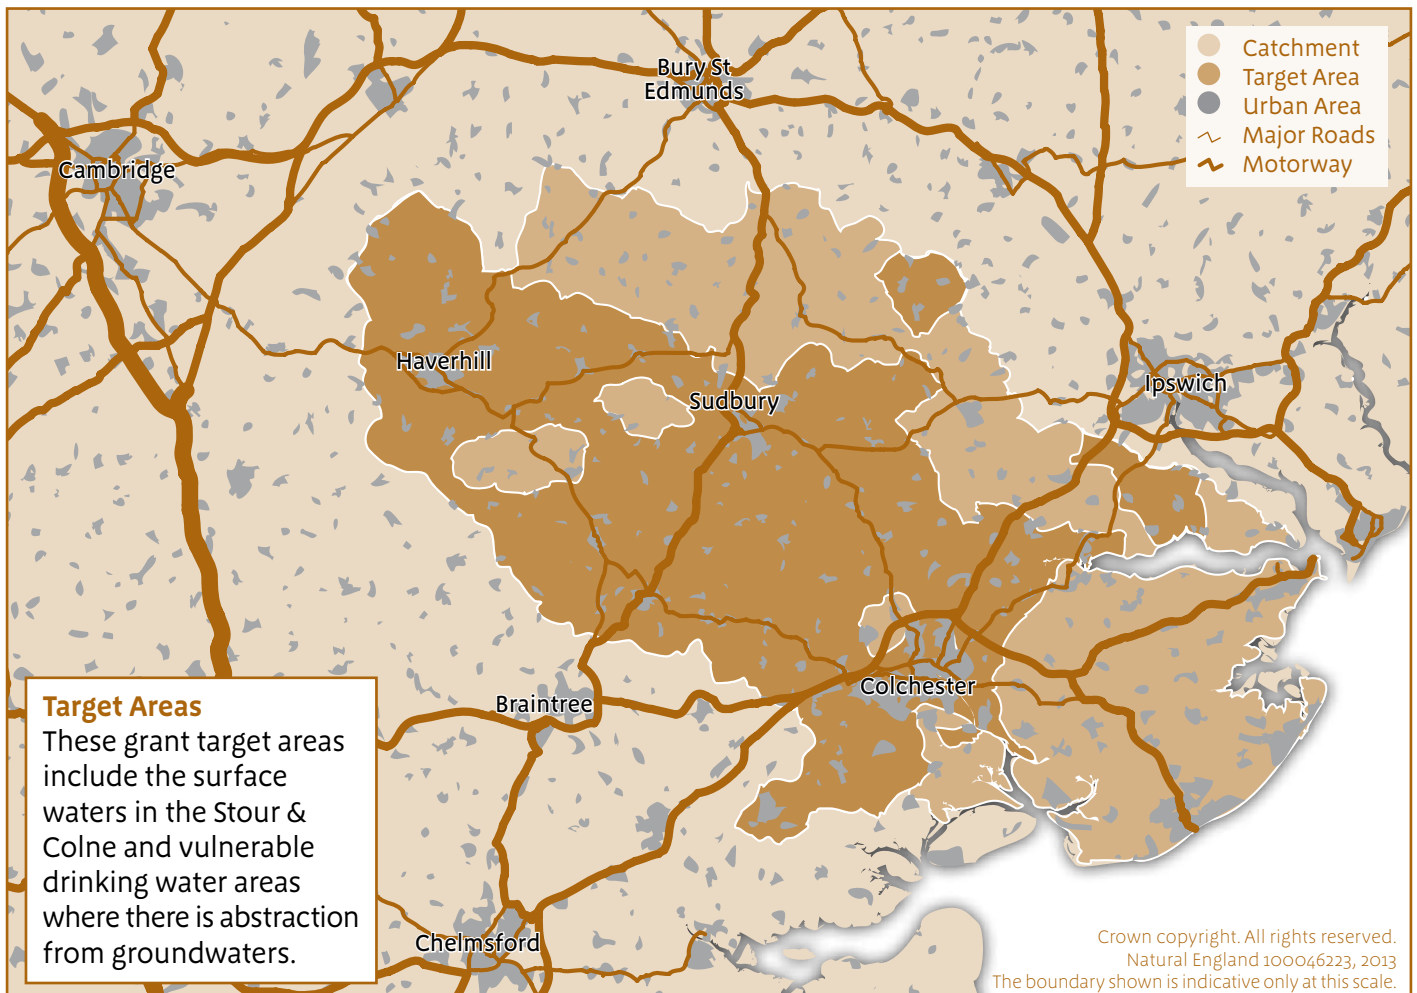 Bury St
Edmunds
Catchment
Target Area
Urban Area
Major Roads
Motorway
Cambridge
Haverhill
Sudbury
Ipswich
Colchester
Braintree
Chelmsford
Target Areas
These grant target areas
include the surface
waters in the Stour &
Colne and vulnerable
drinking water areas
where there is abstraction
from groundwaters.
Crown copyright. All rights reserved.
Natural England 100046223, 2013
The boundary shown is indicative only at this scale.